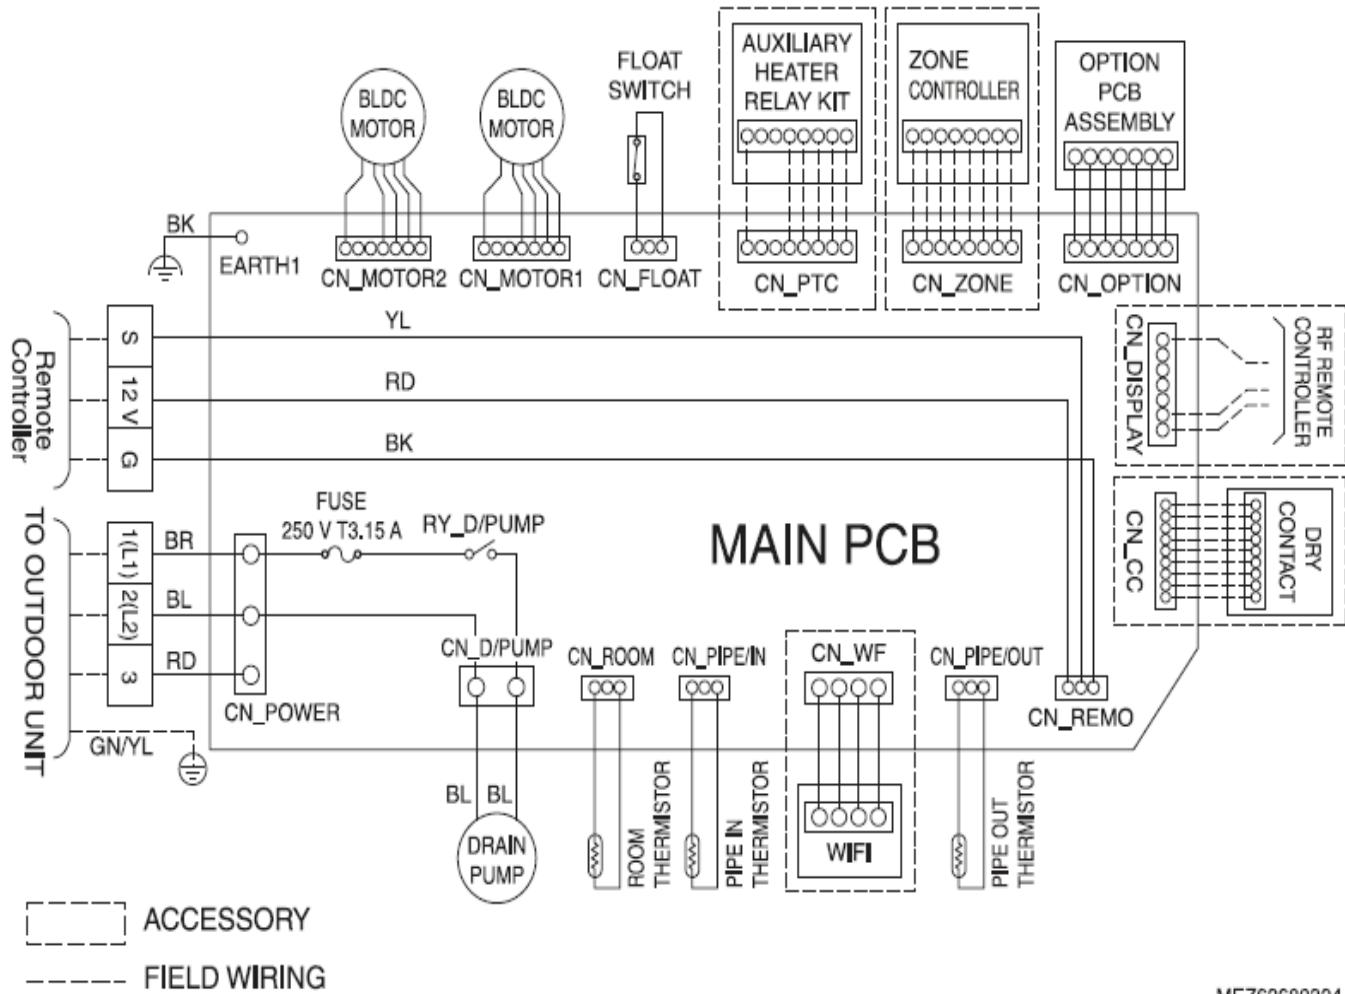 AUXILIARY
HEATER
RELAY KIT
ZONE
CONTROLLER
OPTION
PCB
ASSEMBLY
FLOAT
SWITCH
BLDC
MOTOR
BLDC
MOTOR
BK
EARTH1
CN_MOTOR2
CN_MOTOR1
CN_FLOAT
CN_PTC
CN_ZONE
CN_OPTION
Remote
Controller
S
12 V
G
YL
RD
BK
CN_DISPLAY
RF REMOTE
CONTROLLER
CN_CC
DRY
CONTACT
MAIN PCB
TO OUTDOOR UNIT
1(L1)
2(L2)
3
BR
BL
RD
GN/YL
FUSE
250 V T3.15 A
RY_D/PUMP
CN_POWER
CN_D/PUMP
CN_ROOM
CN_PIPE/IN
CN_WF
CN_PIPE/OUT
CN_REMO
BL
BL
DRAIN
PUMP
ROOM
THERMISTOR
PIPE IN
THERMISTOR
WIFI
PIPE OUT
THERMISTOR
ACCESSORY
FIELD WIRING